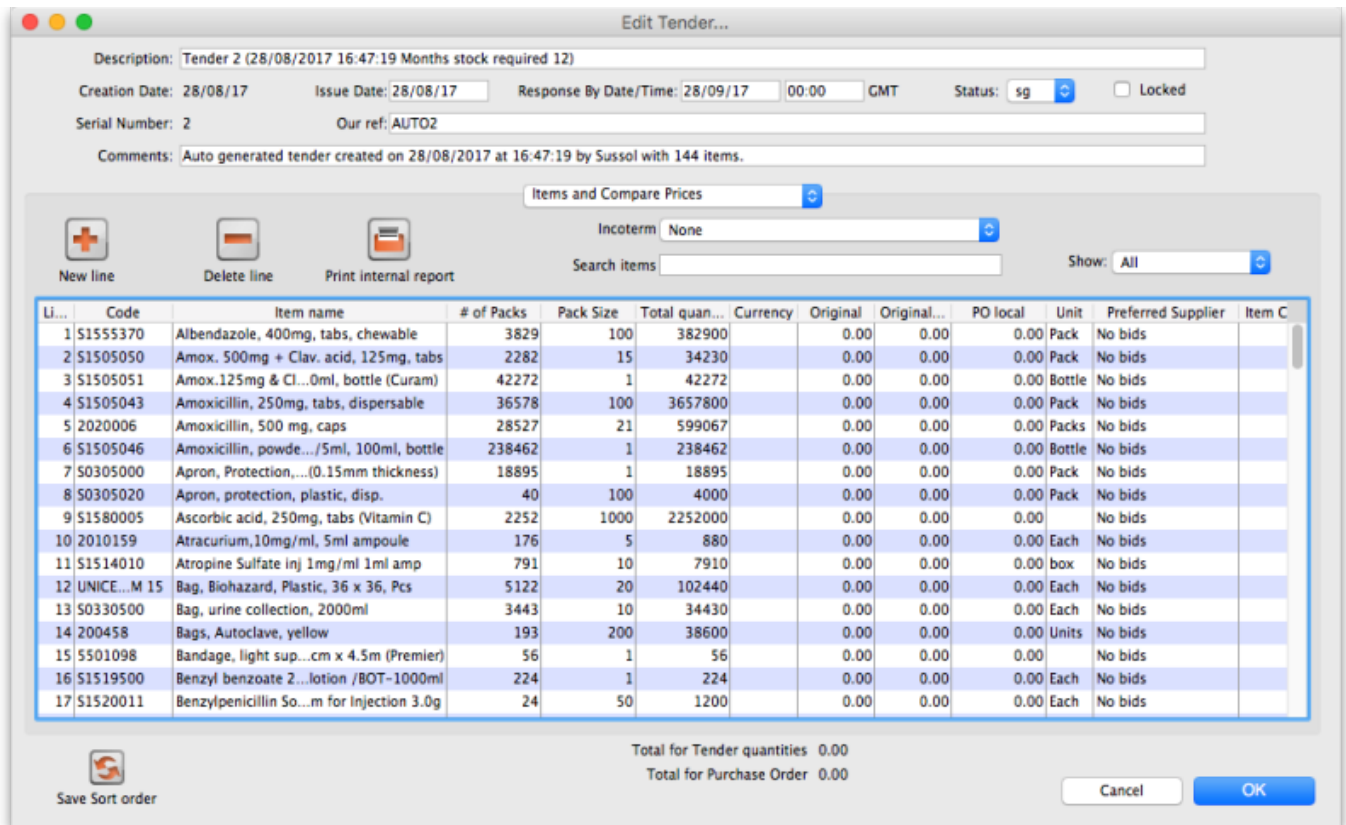 Edit Tender...
Description: Tender 2 (28/08/2017 16:47:19 Months stock required 12)
Creation Date: 28/08/17 Issue Date: 28/08/17 Response By Date/Time: 28/09/17 00:00 GMT Status: sg Locked
Serial Number: 2 Our ref: AUTO2
Comments: Auto generated tender created on 28/08/2017 at 16:47:19 by Sussol with 144 items.
Items and Compare Prices
Incoterm None
New line Delete line Print internal report Search items Show: All
Li... Code Item name # of Packs Pack Size Total quan... Currency Original Original... PO local Unit Preferred Supplier Item C
1 S1555370 Albendazole, 400mg, tabs, chewable 3829 100 382900 0.00 0.00 0.00 Pack No bids
2 S1505050 Amox. 500mg + Clav. acid, 125mg, tabs 2282 15 34230 0.00 0.00 0.00 Pack No bids
3 S1505051 Amox.125mg & Cl...0ml, bottle (Curam) 42272 1 42272 0.00 0.00 0.00 Bottle No bids
4 S1505043 Amoxicillin, 250mg, tabs, dispersable 36578 100 3657800 0.00 0.00 0.00 Pack No bids
5 2020006 Amoxicillin, 500 mg, caps 28527 21 599067 0.00 0.00 0.00 Packs No bids
6 S1505046 Amoxicillin, powde.../5ml, 100ml, bottle 238462 1 238462 0.00 0.00 0.00 Bottle No bids
7 S0305000 Apron, Protection,...(0.15mm thickness) 18895 1 18895 0.00 0.00 0.00 Pack No bids
8 S0305020 Apron, protection, plastic, disp. 40 100 4000 0.00 0.00 0.00 Pack No bids
9 S1580005 Ascorbic acid, 250mg, tabs (Vitamin C) 2252 1000 2252000 0.00 0.00 0.00 No bids
10 2010159 Atracurium,10mg/ml, 5ml ampoule 176 5 880 0.00 0.00 0.00 Each No bids
11 S1514010 Atropine Sulfate inj 1mg/ml 1ml amp 791 10 7910 0.00 0.00 0.00 box No bids
12 UNICE...M 15 Bag, Biohazard, Plastic, 36 x 36, Pcs 5122 20 102440 0.00 0.00 0.00 Each No bids
13 S0330500 Bag, urine collection, 2000ml 3443 10 34430 0.00 0.00 0.00 Each No bids
14 200458 Bags, Autoclave, yellow 193 200 38600 0.00 0.00 0.00 Units No bids
15 5501098 Bandage, light sup...cm x 4.5m (Premier) 56 1 56 0.00 0.00 0.00 No bids
16 S1519500 Benzyl benzoate 2...lotion /BOT-1000ml 224 1 224 0.00 0.00 0.00 Each No bids
17 S1520011 Benzylpenicillin So...m for Injection 3.0g 24 50 1200 0.00 0.00 0.00 Each No bids
Total for Tender quantities 0.00
Total for Purchase Order 0.00
Save Sort order Cancel OK